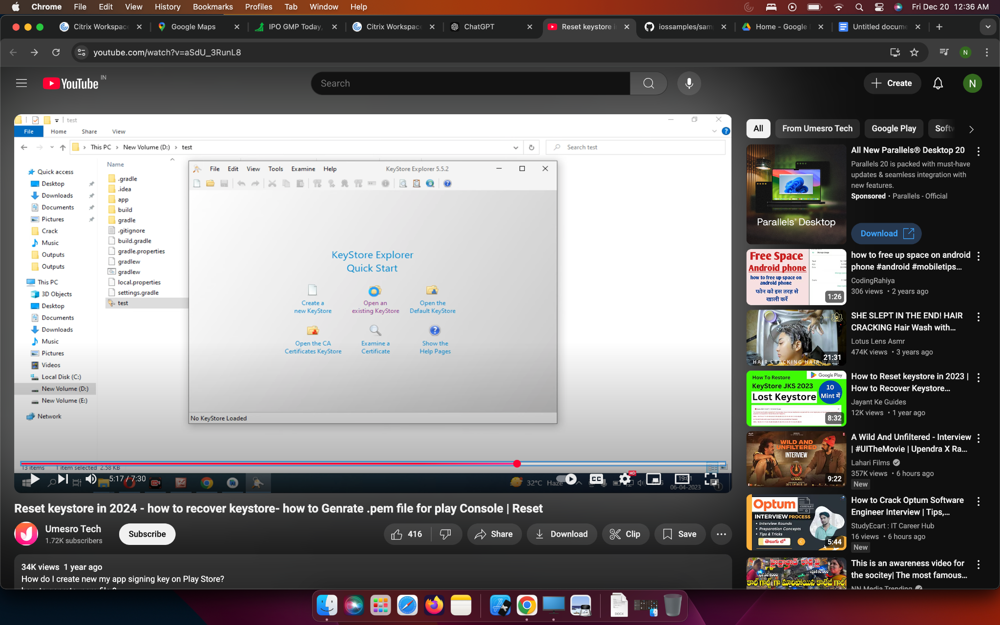 Chrome File Edit View History Bookmarks Profiles Tab Window Help
Fri Dec 20 12:36 AM
Citrix Workspac
Google Maps
IPO GMP Today,
Citrix Workspac
ChatGPT
Reset keystore i
iossamples/sam
Home - Google
Untitled docume
youtube.com/watch?v=aSdU_3RunL8
YouTube IN
Search
Create
N
test
File Home Share View
This PC > New Volume (D:) > test
Search test
Name
Quick access
Desktop
Downloads
Documents
Pictures
Crack
Music
Outputs
Outputs
This PC
3D Objects
Desktop
Documents
Downloads
Music
Pictures
Videos
Local Disk (C:)
New Volume (D:)
New Volume (E:)
Network
.gradle
.idea
app
build
gradle
.gitignore
build.gradle
gradle.properties
gradlew
gradlew
local.properties
settings.gradle
test
File Edit View Tools Examine Help
KeyStore Explorer 5.5.2
KeyStore Explorer
Quick Start
Create a
new KeyStore
Open an
existing KeyStore
Open the
Default KeyStore
Open the CA
Certificates KeyStore
Examine a
Certificate
Show the
Help Pages
No KeyStore Loaded
13 items 1 item selected 2.58 KB
5:17 / 7:30
32°C Haze
CC
HD
19:01
06-04-2023
Reset keystore in 2024 - how to recover keystore- how to Genrate .pem file for play Console | Reset
Umesro Tech
1.72K subscribers
Subscribe
416
Share
Download
Clip
Save
34K views 1 year ago
How do I create new my app signing key on Play Store?
All
From Umesro Tech
Google Play
Softw
Parallels® Desktop
All New Parallels® Desktop 20
Parallels 20 is packed with must-have
updates & seamless integration with
new features.
Sponsored • Parallels - Official
Download
Free Space
Android phone
how to free up space on
android phone
फोन को इस तरह से
खाली करें
1:26
how to free up space on android
phone #android #mobiletips...
CodingRahiya
306 views • 2 years ago
HAIR CRACKING HAIR WASH
21:31
SHE SLEPT IN THE END! HAIR
CRACKING Hair Wash with...
Lotus Lens Asmr
474K views • 3 years ago
How To Restore
Google Play
KeyStore JKS 2023
Lost Keystore
10
Mint में
8:32
How to Reset keystore in 2023 |
How to Recover Keystore...
Jayant Ke Guides
12K views • 1 year ago
WILD AND
UNFILTERED
INTERVIEW
9:22
A Wild And Unfiltered - Interview
| #UITheMovie | Upendra X Ra...
Lahari Films
357K views • 6 hours ago
New
Optum
COMPANY
INTERVIEW PROCESS
• Interview Rounds
• Preparation Concepts
• Tips & Tricks
తెలుగు లో
5:44
How to Crack Optum Software
Engineer Interview | Tips,...
StudyEcart : IT Career Hub
16 views • 6 hours ago
New
This is an awareness video for
the socitey| The most famous...
NN Media Trending
DOCX